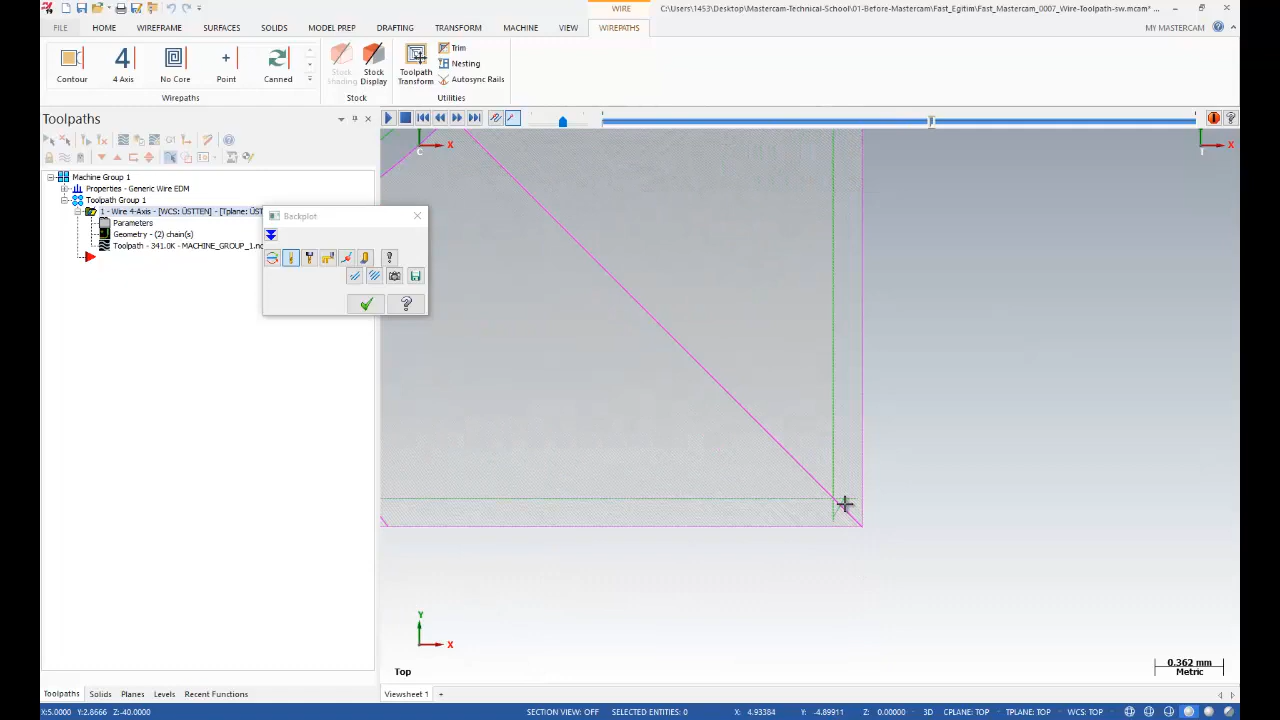 WIRE
C:\Users\1453\Desktop\Mastercam-Technical-School\01-Before-Mastercam\Fast_Egitim\Fast_Mastercam_0007_Wire-Toolpath-sw.mcam*
FILE HOME WIREFRAME SURFACES SOLIDS MODEL PREP DRAFTING TRANSFORM MACHINE VIEW WIREPATHS MY MASTERCAM
Contour 4 Axis No Core Point Canned
Stock Shading Stock Display
Toolpath Transform
Trim
Nesting
Autosync Rails
Wirepaths Stock Utilities
Toolpaths
G1
Machine Group 1
Properties - Generic Wire EDM
Toolpath Group 1
1 - Wire 4-Axis - [WCS: ÜSTTEN] - [Tplane: ÜST
Parameters
Geometry - (2) chain(s)
Toolpath - 341.0K - MACHINE_GROUP_1.nc
Backplot
X
C
X
T
Y
X
Top
0.362 mm
Metric
Toolpaths Solids Planes Levels Recent Functions
Viewsheet 1 +
X:5.0000 Y:2.8666 Z:-40.0000
SECTION VIEW: OFF SELECTED ENTITIES: 0 X: 4.93384 Y: -4.89911 Z: 0.00000 3D CPLANE: TOP TPLANE: TOP WCS: TOP